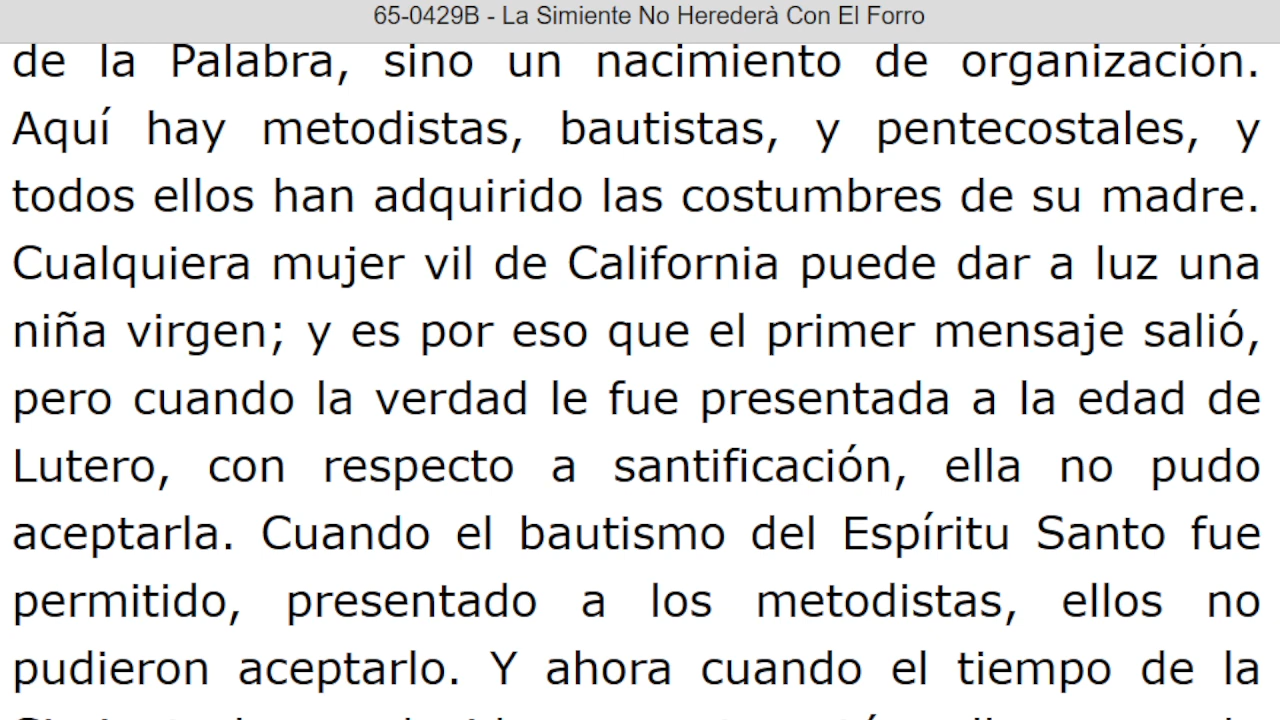 65-0429B - La Simiente No Herederà Con El Forro
de la Palabra, sino un nacimiento de organización.
Aquí hay metodistas, bautistas, y pentecostales, y
todos ellos han adquirido las costumbres de su madre.
Cualquiera mujer vil de California puede dar a luz una
niña virgen; y es por eso que el primer mensaje salió,
pero cuando la verdad le fue presentada a la edad de
Lutero, con respecto a santificación, ella no pudo
aceptarla. Cuando el bautismo del Espíritu Santo fue
permitido, presentado a los metodistas, ellos no
pudieron aceptarlo. Y ahora cuando el tiempo de la